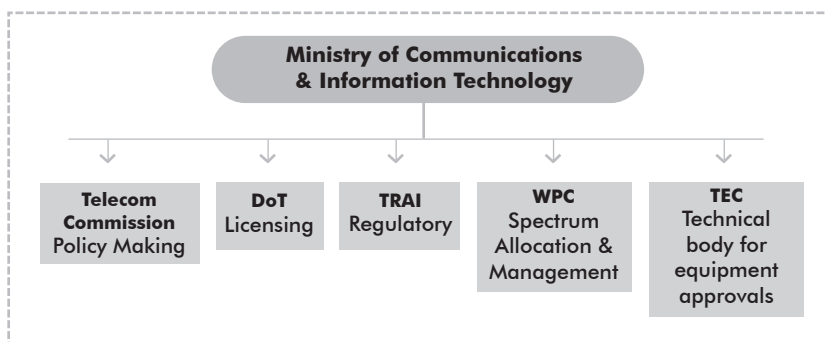 Ministry of Communications
& Information Technology
Telecom
Commission
Policy Making
DoT
Licensing
TRAI
Regulatory
WPC
Spectrum
Allocation &
Management
TEC
Technical
body for
equipment
approvals